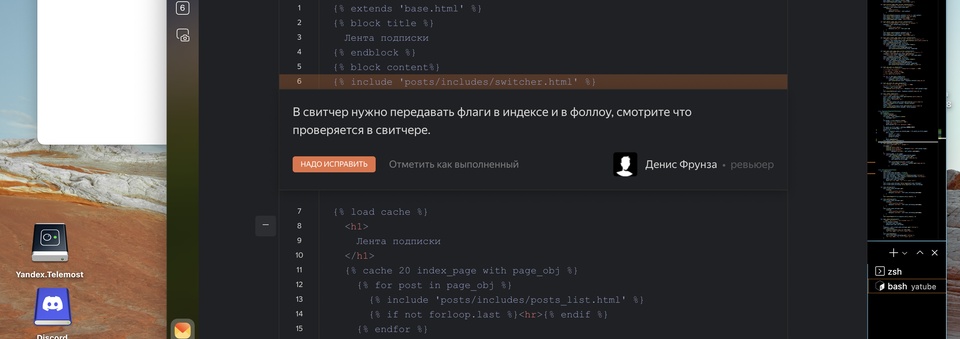 6
1 {% extends 'base.html' %}
2 {% block title %}
3 Лента подписки
4 {% endblock %}
5 {% block content%}
6 {% include 'posts/includes/switcher.html' %}
В свитчер нужно передавать флаги в индексе и в фоллоу, смотрите что
проверяется в свитчере.
НАДО ИСПРАВИТЬ Отметить как выполненный Денис Фрунза • ревьюер
7 {% load cache %}
8 <h1>
9 Лента подписки
10 </h1>
11 {% cache 20 index_page with page_obj %}
12 {% for post in page_obj %}
13 {% include 'posts/includes/posts_list.html' %}
14 {% if not forloop.last %}<hr>{% endif %}
15 {% endfor %}
Yandex.Telemost
Discord
zsh
bash yatube